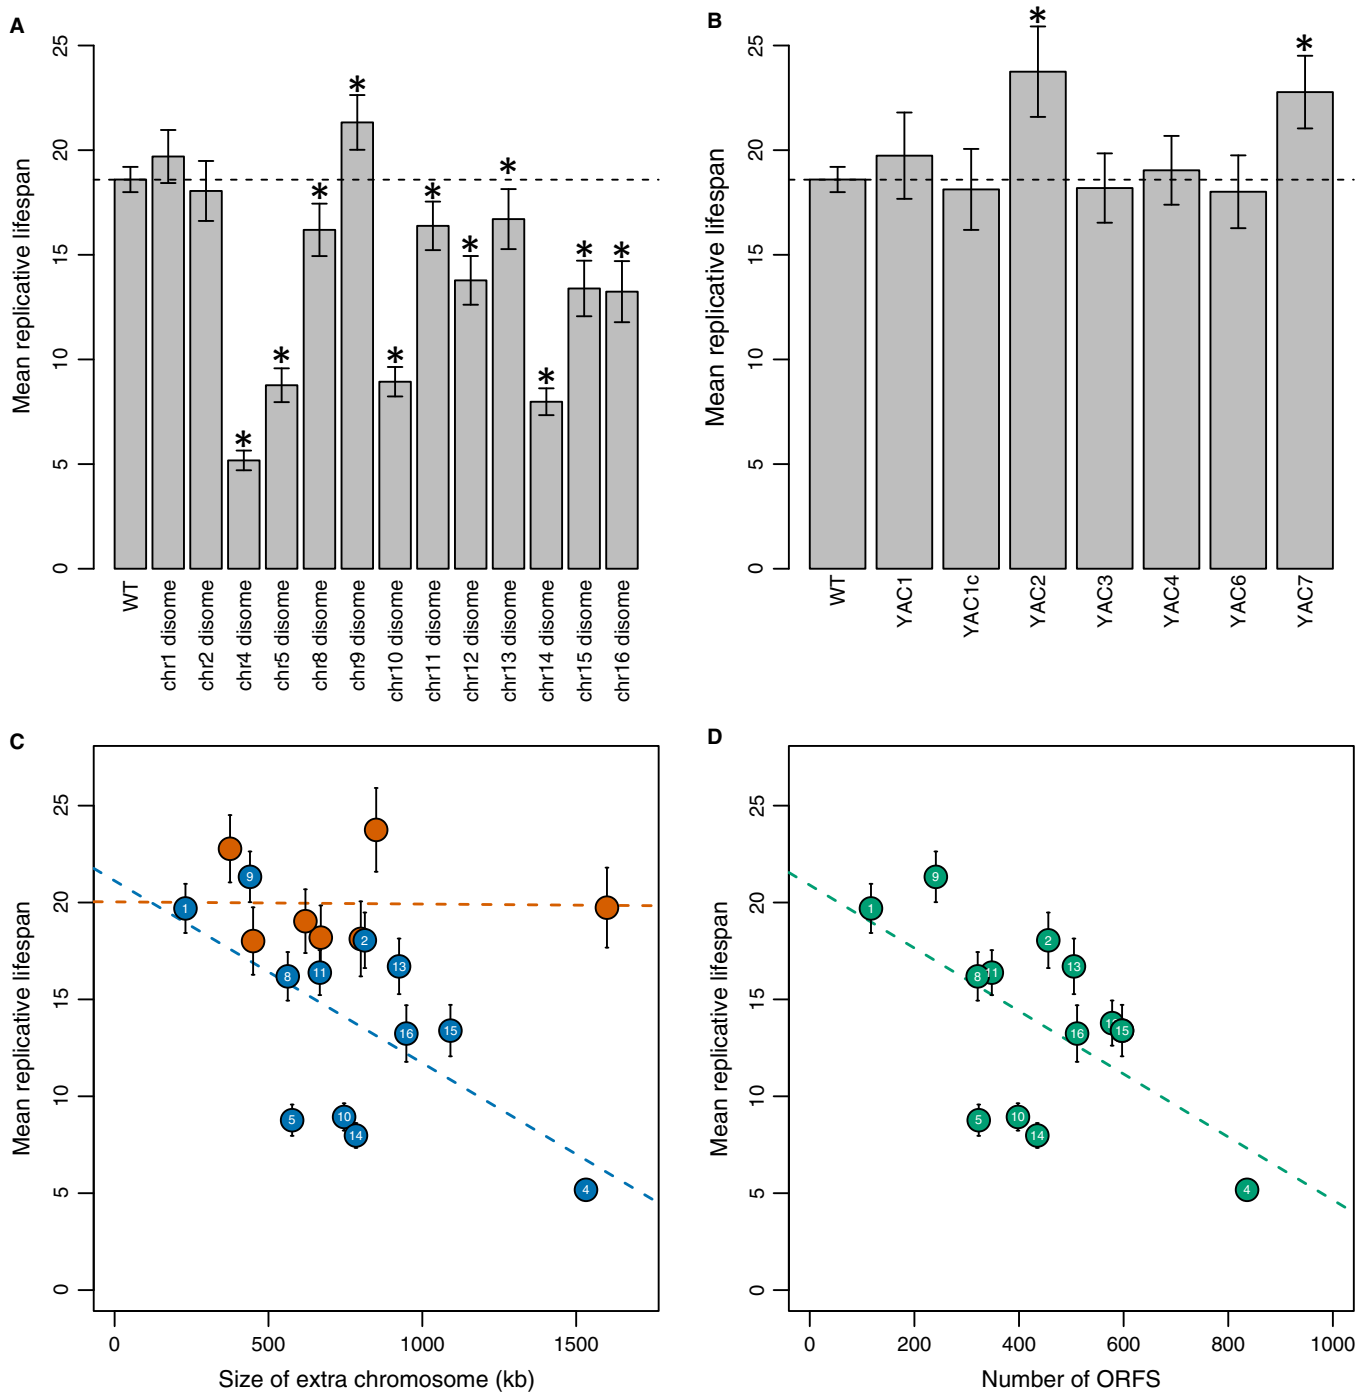 A
Mean replicative lifespan
0
5
10
15
20
25
*
*
*
*
*
*
*
*
*
*
*
WT
chr1 disome
chr2 disome
chr4 disome
chr5 disome
chr8 disome
chr9 disome
chr10 disome
chr11 disome
chr12 disome
chr13 disome
chr14 disome
chr15 disome
chr16 disome
B
Mean replicative lifespan
0
5
10
15
20
25
*
*
WT
YAC1
YAC1c
YAC2
YAC3
YAC4
YAC6
YAC7
C
Mean replicative lifespan
0
5
10
15
20
25
1
9
8
11
2
13
16
15
5
10
14
4
0
500
1000
1500
Size of extra chromosome (kb)
D
Mean replicative lifespan
0
5
10
15
20
25
1
9
8
11
2
13
16
15
5
10
14
4
0
200
400
600
800
1000
Number of ORFS